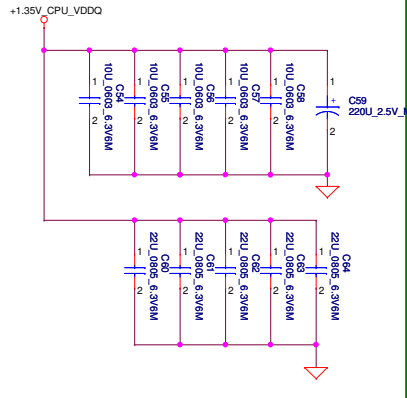 +1.35V_CPU_VDDQ
1
2
C54
10U_0603_6.3V6M
1
2
C55
10U_0603_6.3V6M
1
2
C56
10U_0603_6.3V6M
1
2
C57
10U_0603_6.3V6M
1
2
C58
10U_0603_6.3V6M
1
+
2
C59
220U_2.5V_
1
2
C60
22U_0805_6.3V6M
1
2
C61
22U_0805_6.3V6M
1
2
C62
22U_0805_6.3V6M
1
2
C63
22U_0805_6.3V6M
1
2
C64
22U_0805_6.3V6M